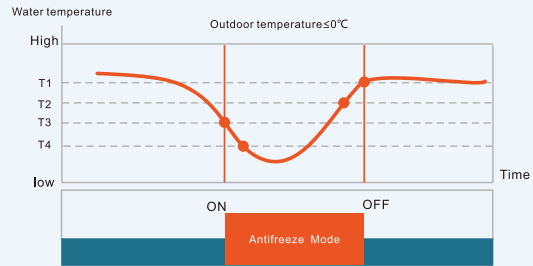 Water temperature
Outdoor temperature≤0℃
High
T1
T2
T3
T4
low
Time
ON
OFF
Antifreeze Mode